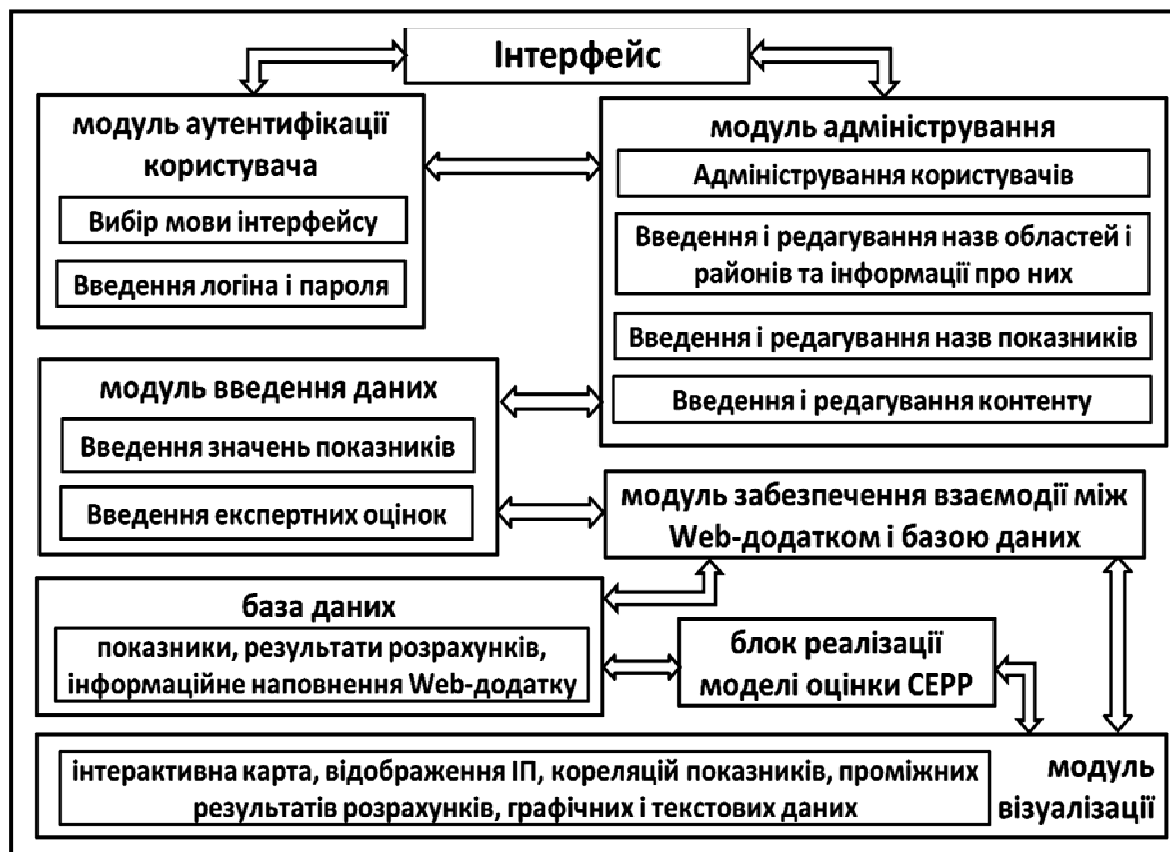 Інтерфейс
модуль аутентифікації
користувача
Вибір мови інтерфейсу
Введення логіна і пароля
модуль адміністрування
Адміністрування користувачів
Введення і редагування назв областей і
районів та інформації про них
Введення і редагування назв показників
Введення і редагування контенту
модуль введення даних
Введення значень показників
Введення експертних оцінок
модуль забезпечення взаємодії між
Web-додатком і базою даних
база даних
показники, результати розрахунків,
інформаційне наповнення Web-додатку
блок реалізації
моделі оцінки СЕРР
інтерактивна карта, відображення ІП, кореляцій показників, проміжних
результатів розрахунків, графічних і текстових даних
модуль
візуалізації